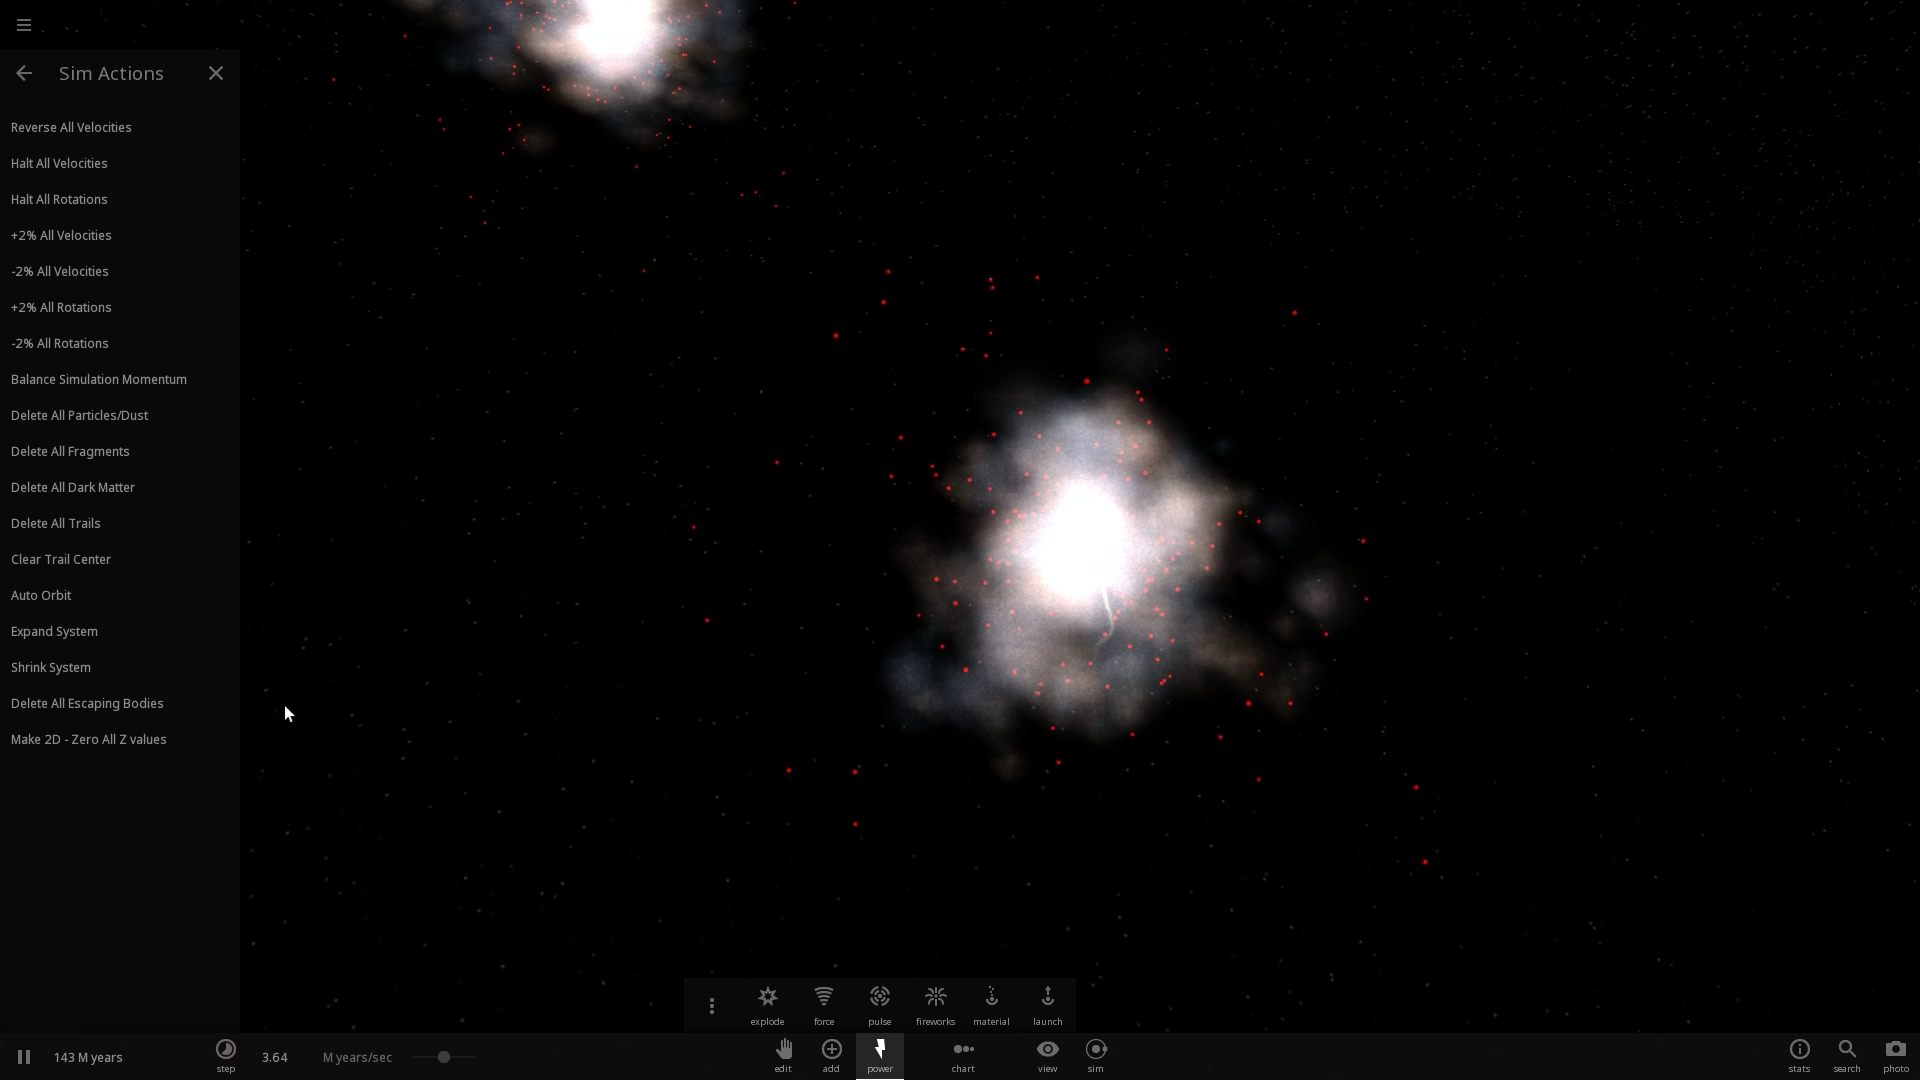 Sim Actions
Reverse All Velocities
Halt All Velocities
Halt All Rotations
+2% All Velocities
-2% All Velocities
+2% All Rotations
-2% All Rotations
Balance Simulation Momentum
Delete All Particles/Dust
Delete All Fragments
Delete All Dark Matter
Delete All Trails
Clear Trail Center
Auto Orbit
Expand System
Shrink System
Delete All Escaping Bodies
Make 2D - Zero All Z values
explode force pulse fireworks material launch
143 M years step 3.64 M years/sec edit add power chart view sim stats search photo